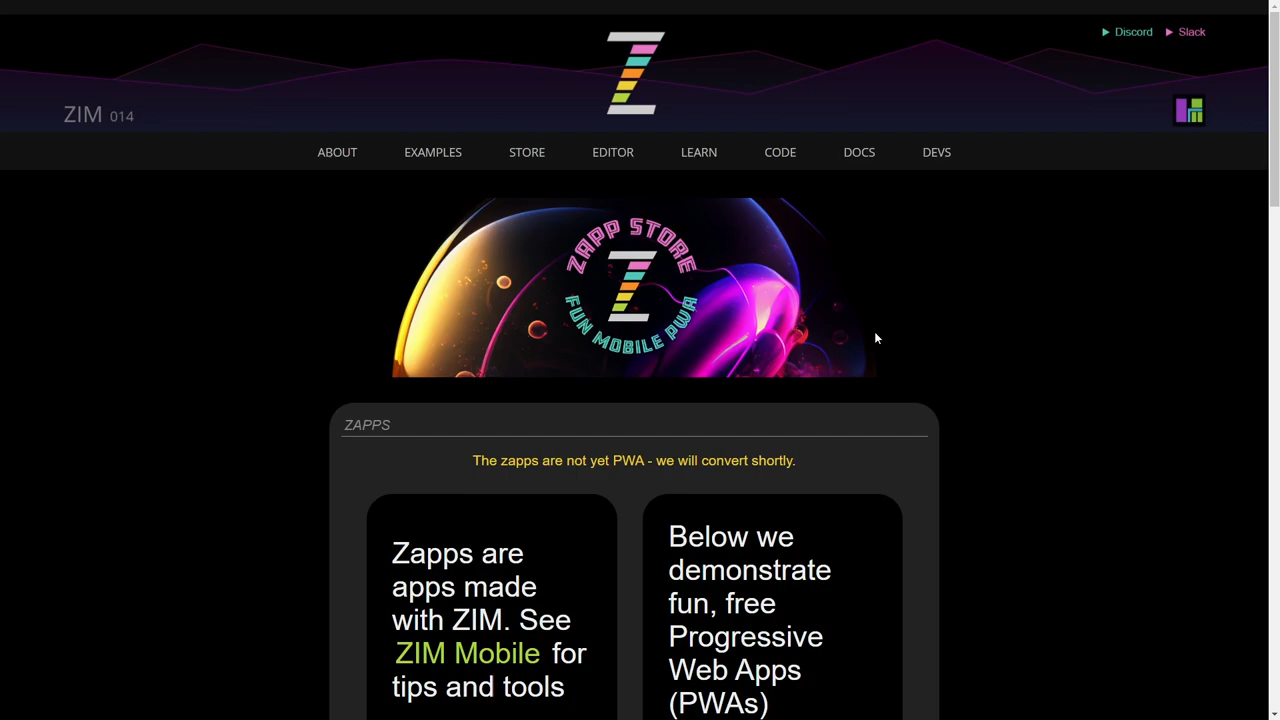 Discord Slack
ZIM 014
ABOUT EXAMPLES STORE EDITOR LEARN CODE DOCS DEVS
ZAPP STORE
Z
FUN MOBILE PWA
ZAPPS
The zapps are not yet PWA - we will convert shortly.
Zapps are
apps made
with ZIM. See
ZIM Mobile for
tips and tools
Below we
demonstrate
fun, free
Progressive
Web Apps
(PWAs)